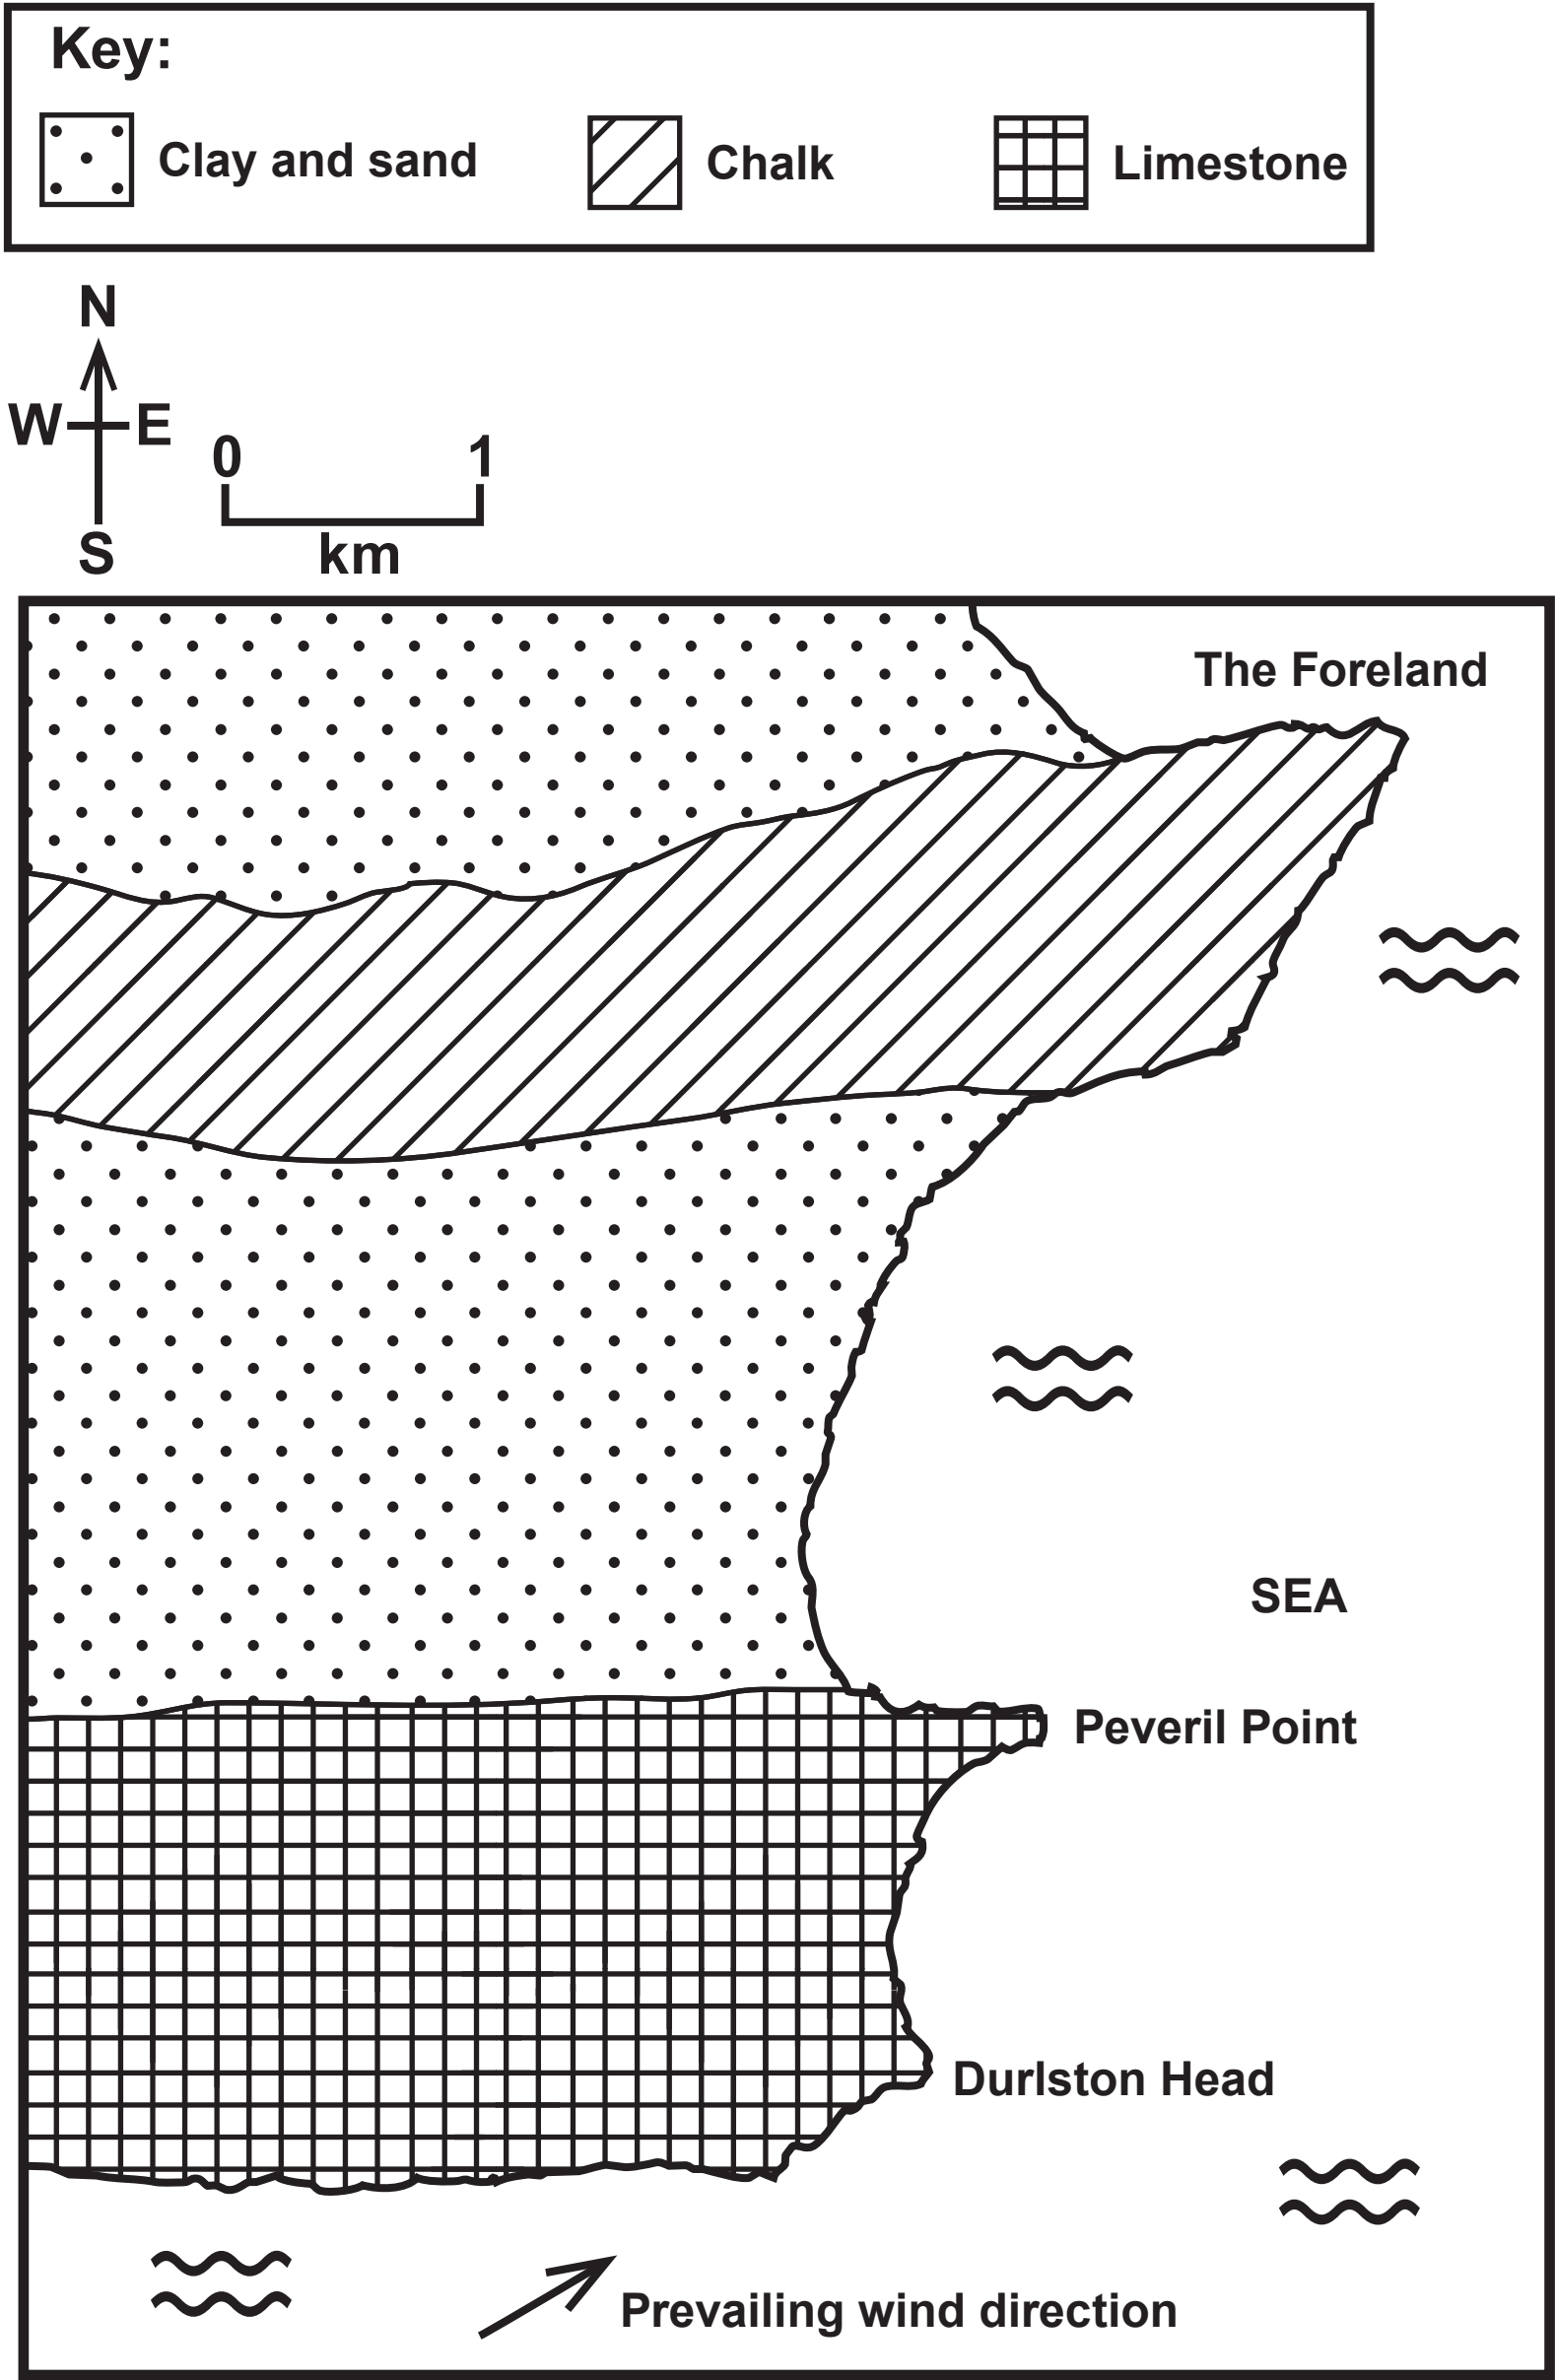 Key:
Clay and sand
Chalk
Limestone
N
W E
S
0 1
km
The Foreland
SEA
Peveril Point
Durlston Head
Prevailing wind direction